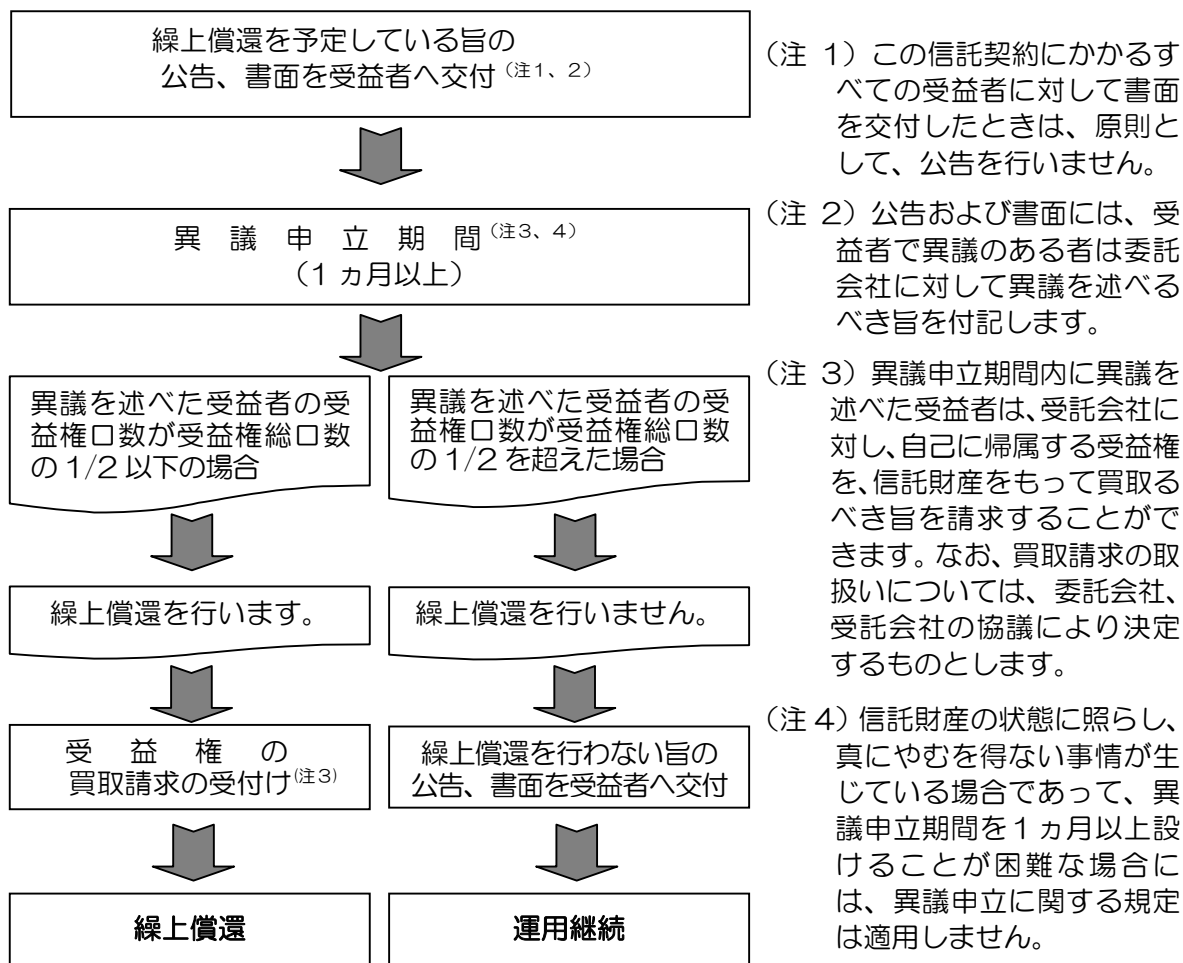 繰上償還を予定している旨の
公告、書面を受益者へ交付(注1、2)
異議申立期間(注3、4)
(1ヵ月以上)
異議を述べた受益者の受
益権口数が受益権総口数
の1/2以下の場合
異議を述べた受益者の受
益権口数が受益権総口数
の1/2を超えた場合
繰上償還を行います。
繰上償還を行いません。
受益権の
買取請求の受付け(注3)
繰上償還を行わない旨の
公告、書面を受益者へ交付
繰上償還
運用継続
(注 1)この信託契約にかかるす
べての受益者に対して書面
を交付したときは、原則と
して、公告を行いません。
(注 2)公告および書面には、受
益者で異議のある者は委託
会社に対して異議を述べる
べき旨を付記します。
(注 3)異議申立期間内に異議を
述べた受益者は、受託会社に
対し、自己に帰属する受益権
を、信託財産をもって買取る
べき旨を請求することがで
きます。なお、買取請求の取
扱いについては、委託会社、
受託会社の協議により決定
するものとします。
(注4)信託財産の状態に照らし、
真にやむを得ない事情が生
じている場合であって、異
議申立期間を1ヵ月以上設
けることが困難な場合に
は、異議申立に関する規定
は適用しません。